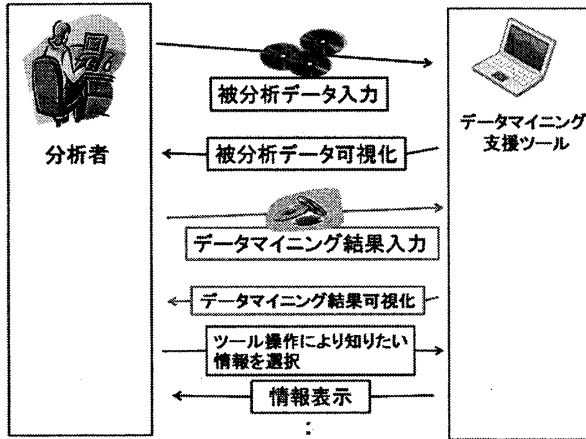 被分析データ入力
分析者
データマイニング
支援ツール
被分析データ可視化
データマイニング結果入力
データマイニング結果可視化
ツール操作により知りたい
情報を選択
情報表示
: